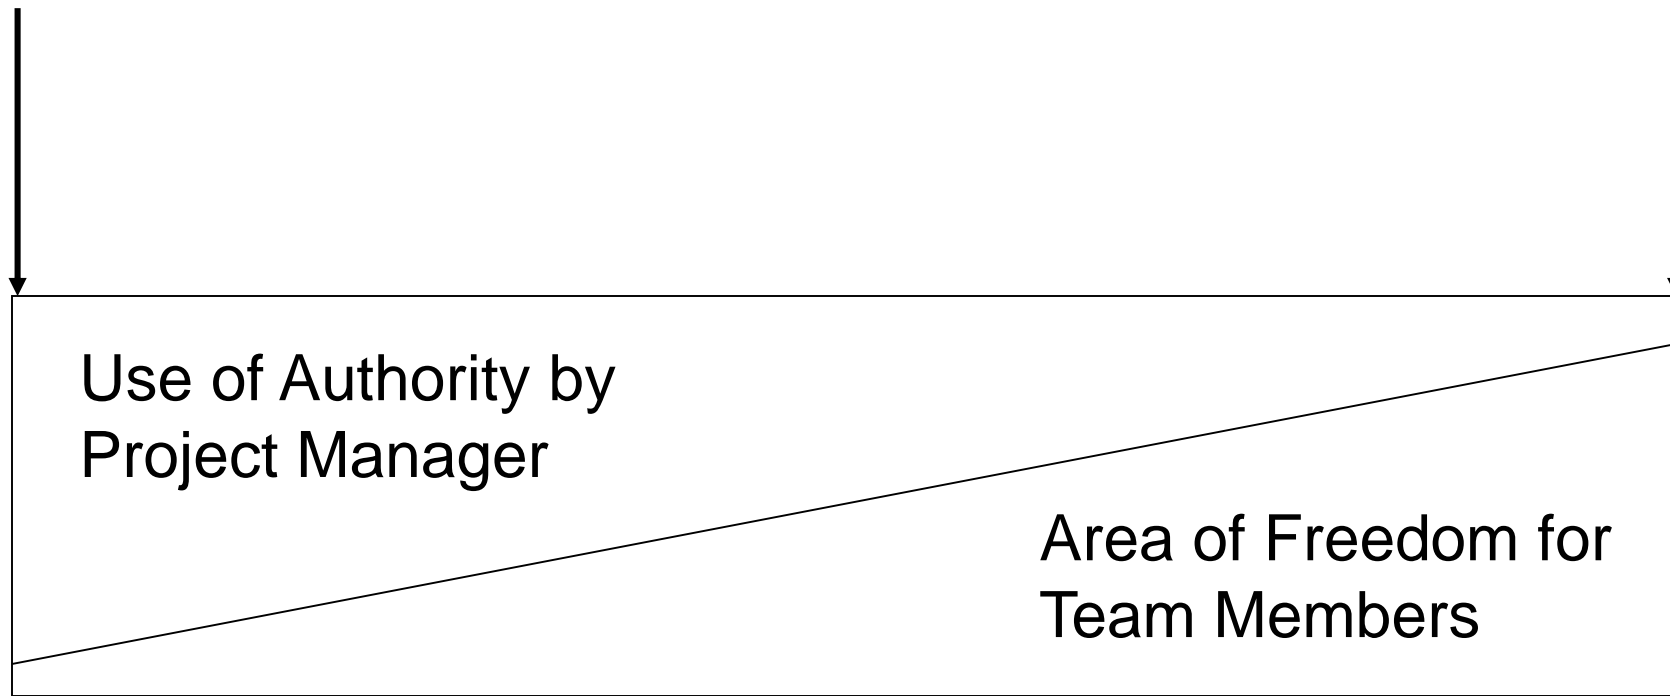 Use of Authority by
Project Manager
Area of Freedom for
Team Members